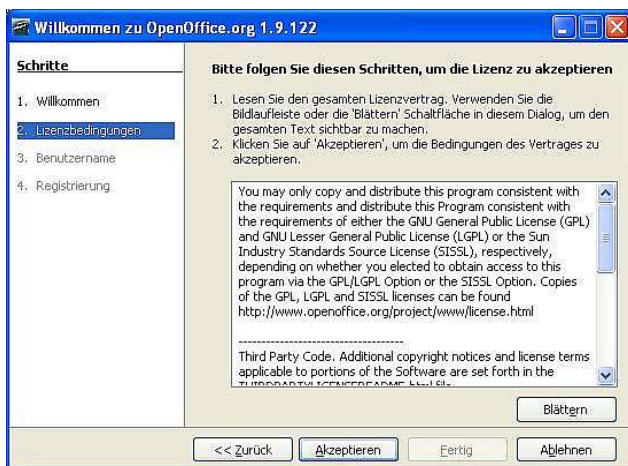 Willkommen zu OpenOffice.org 1.9.122
Schritte
1. Willkommen
2. Lizenzbedingungen
3. Benutzername
4. Registrierung
Bitte folgen Sie diesen Schritten, um die Lizenz zu akzeptieren
1. Lesen Sie den gesamten Lizenzvertrag. Verwenden Sie die
Bildlaufleiste oder die 'Blättern' Schaltfläche in diesem Dialog, um den
gesamten Text sichtbar zu machen.
2. Klicken Sie auf 'Akzeptieren', um die Bedingungen des Vertrages zu
akzeptieren.
You may only copy and distribute this program consistent with
the requirements and distribute this Program consistent with
the requirements of either the GNU General Public License (GPL)
and GNU Lesser General Public License (LGPL) or the Sun
Industry Standards Source License (SISSL), respectively,
depending on whether you elected to obtain access to this
program via the GPL/LGPL Option or the SISSL Option. Copies
of the GPL, LGPL and SISSL licenses can be found
http://www.openoffice.org/project/www/license.html
-----------------------------------
Third Party Code. Additional copyright notices and license terms
applicable to portions of the Software are set forth in the
THIRDPARTYLICENSEREADME.html file.
Blättern
<< Zurück
Akzeptieren
Fertig
Ablehnen